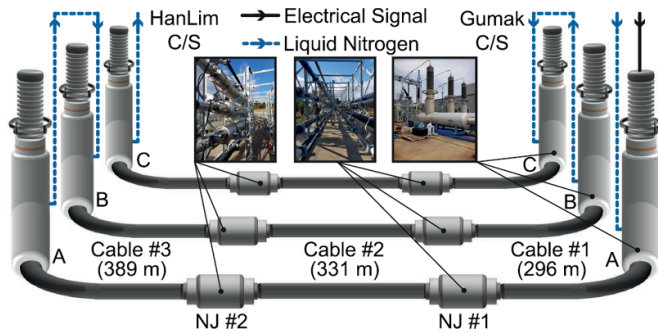 HanLim
C/S
Electrical Signal
Liquid Nitrogen
Gumak
C/S
C
B
A
C
B
A
Cable #3
(389 m)
Cable #2
(331 m)
Cable #1
(296 m)
NJ #2
NJ #1